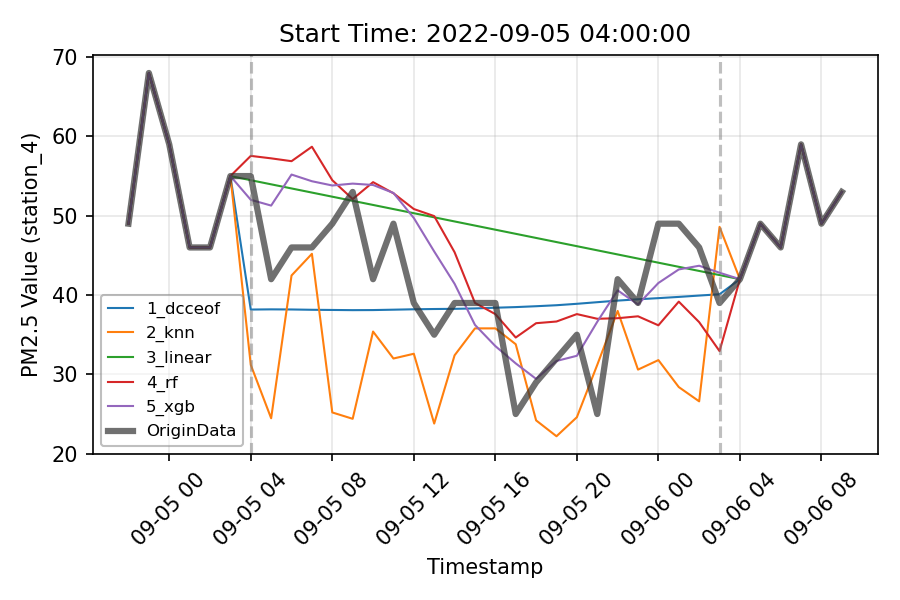 Start Time: 2022-09-05 04:00:00
PM2.5 Value (station_4)
70
60
50
40
30
20
1_dcceof
2_knn
3_linear
4_rf
5_xgb
OriginData
09-05 00
09-05 04
09-05 08
09-05 12
09-05 16
09-05 20
09-06 00
09-06 04
09-06 08
Timestamp